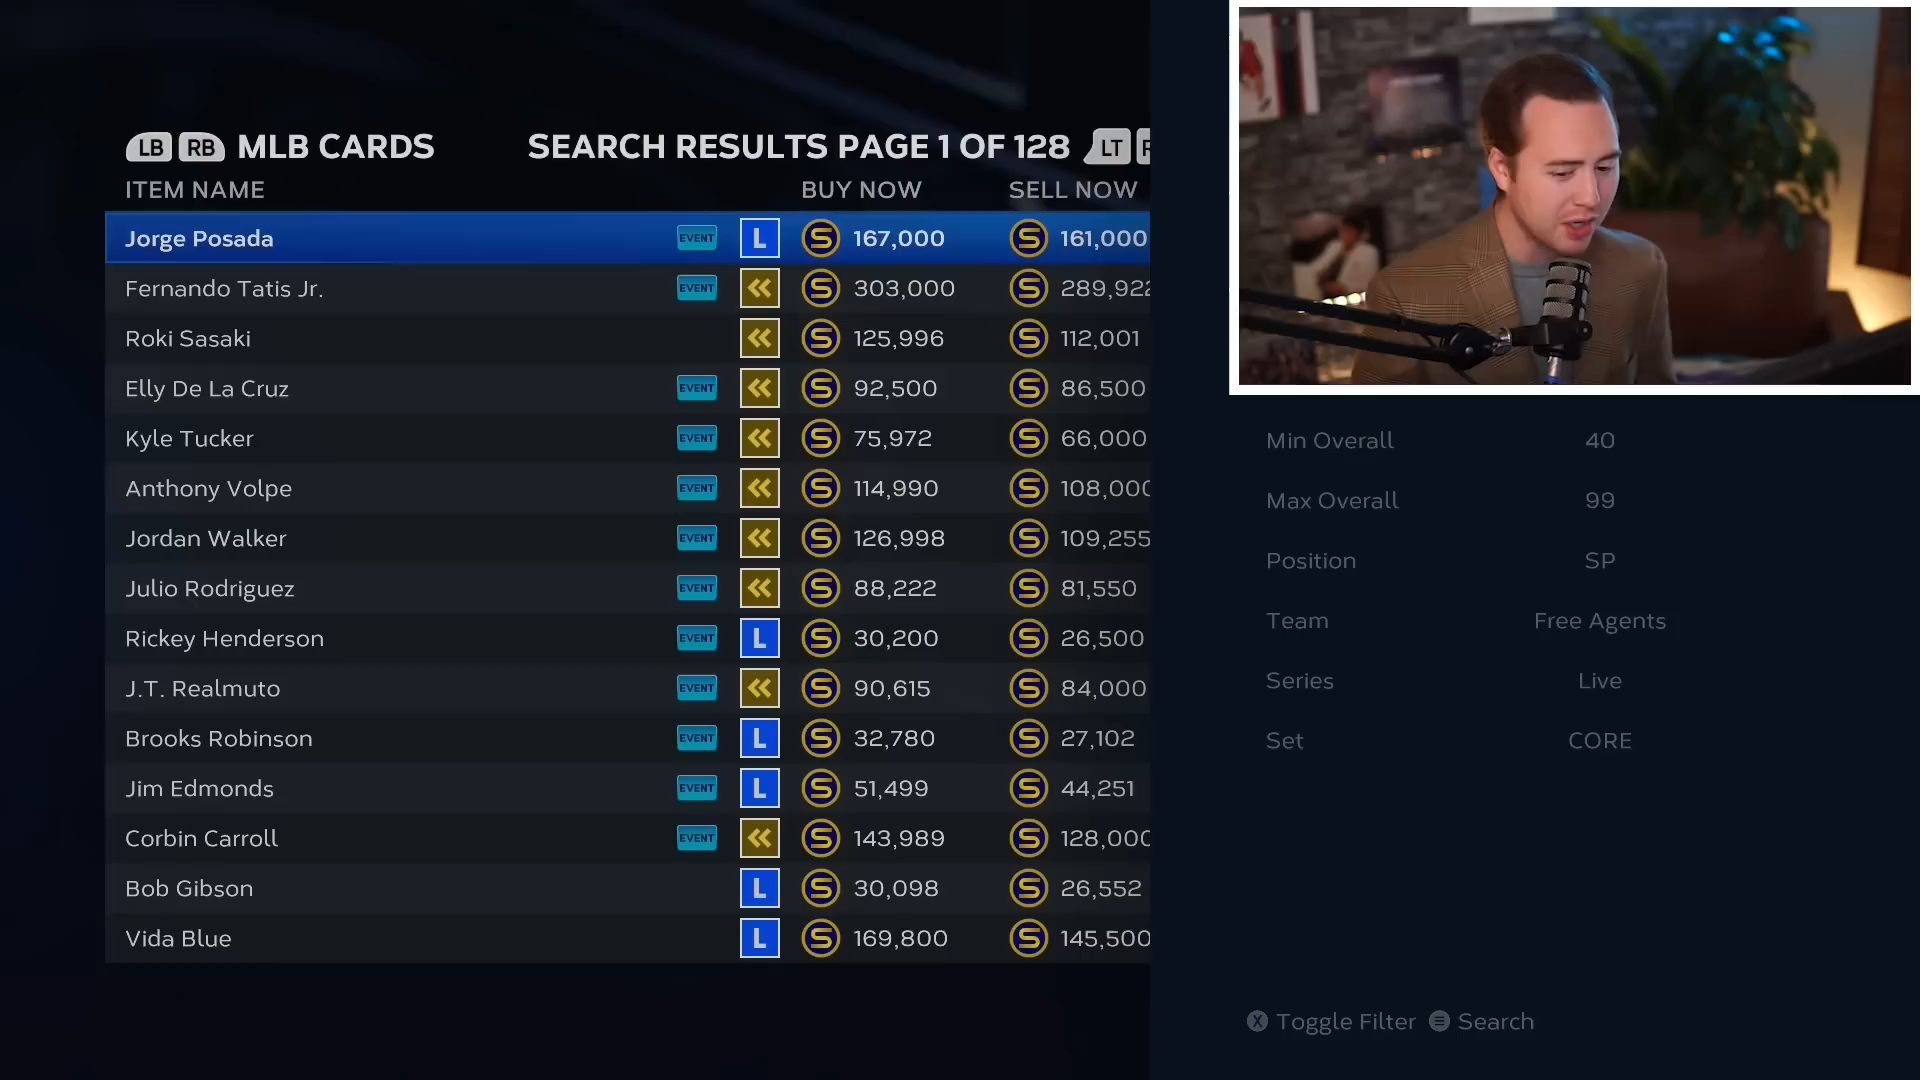 LB RB MLB CARDS SEARCH RESULTS PAGE 1 OF 128 LT
ITEM NAME BUY NOW SELL NOW
Jorge Posada EVENT L S 167,000 S 161,000
Fernando Tatis Jr. EVENT S 303,000 S 289,922
Roki Sasaki S 125,996 S 112,001
Elly De La Cruz EVENT S 92,500 S 86,500
Kyle Tucker EVENT S 75,972 S 66,000
Anthony Volpe EVENT S 114,990 S 108,000
Jordan Walker EVENT S 126,998 S 109,255
Julio Rodriguez EVENT S 88,222 S 81,550
Rickey Henderson EVENT L S 30,200 S 26,500
J.T. Realmuto EVENT S 90,615 S 84,000
Brooks Robinson EVENT L S 32,780 S 27,102
Jim Edmonds EVENT L S 51,499 S 44,251
Corbin Carroll EVENT S 143,989 S 128,000
Bob Gibson L S 30,098 S 26,552
Vida Blue L S 169,800 S 145,500
Min Overall 40
Max Overall 99
Position SP
Team Free Agents
Series Live
Set CORE
X Toggle Filter Search